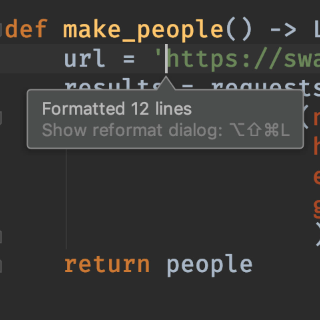 def make_people() -> L
url = 'https://swa
results = requests
Formatted 12 lines
Show reformat dialog: ⌥⇧⌘L
(
)
return people